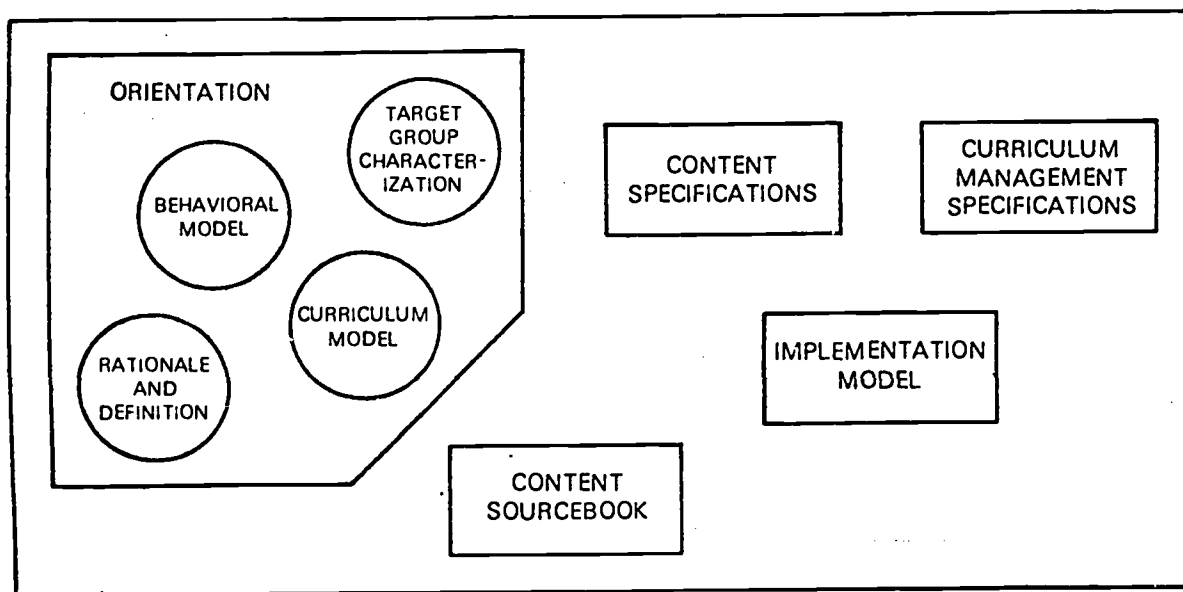 ORIENTATION
TARGET
GROUP
CHARACTER-
IZATION
BEHAVIORAL
MODEL
CURRICULUM
MODEL
RATIONALE
AND
DEFINITION
CONTENT
SPECIFICATIONS
CURRICULUM
MANAGEMENT
SPECIFICATIONS
IMPLEMENTATION
MODEL
CONTENT
SOURCEBOOK